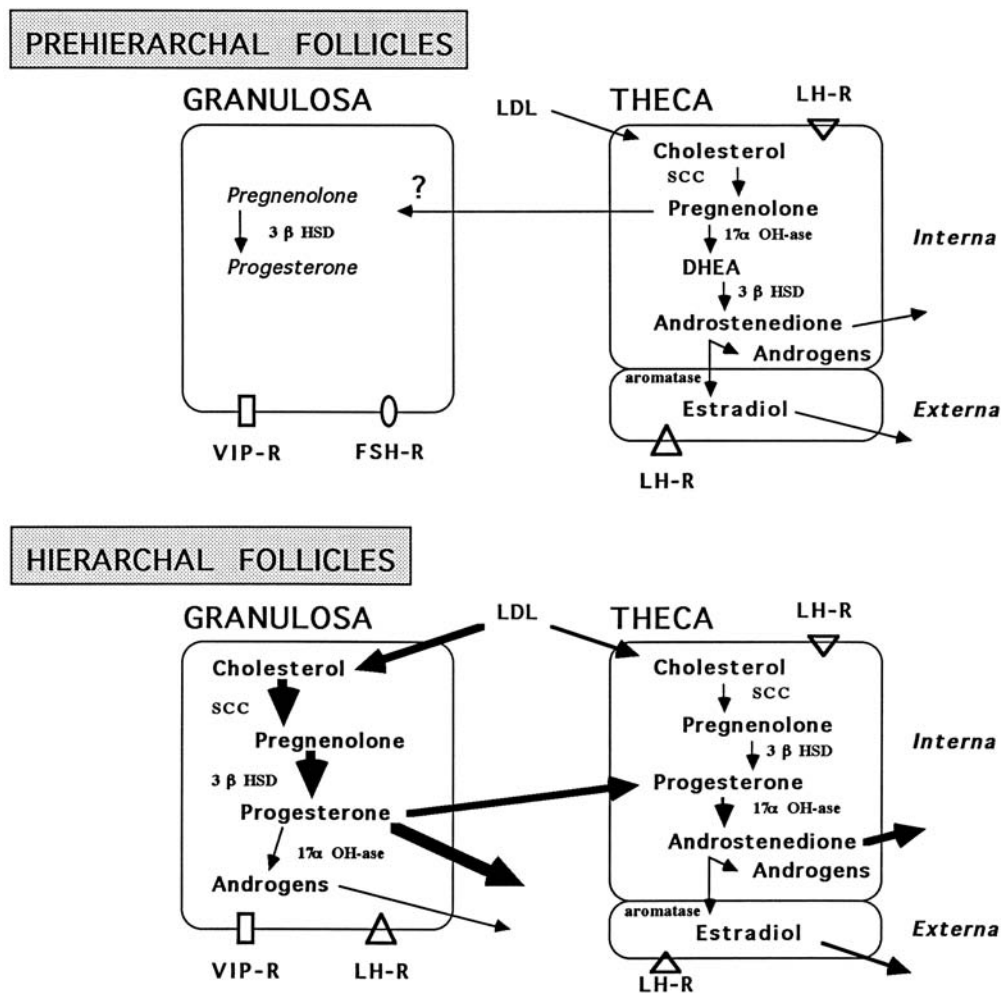 PREHIERARCHAL FOLLICLES
GRANULOSA
Pregnenolone
3 β HSD
Progesterone
VIP-R
FSH-R
?
LDL
THECA
LH-R
Cholesterol
SCC
Pregnenolone
17α OH-ase
DHEA
3 β HSD
Androstenedione
Androgens
Interna
aromatase
Estradiol
Externa
LH-R
HIERARCHAL FOLLICLES
GRANULOSA
Cholesterol
SCC
Pregnenolone
3 β HSD
Progesterone
17α OH-ase
Androgens
VIP-R
LH-R
LDL
THECA
LH-R
Cholesterol
SCC
Pregnenolone
3 β HSD
Progesterone
17α OH-ase
Androstenedione
Androgens
Interna
aromatase
Estradiol
Externa
LH-R